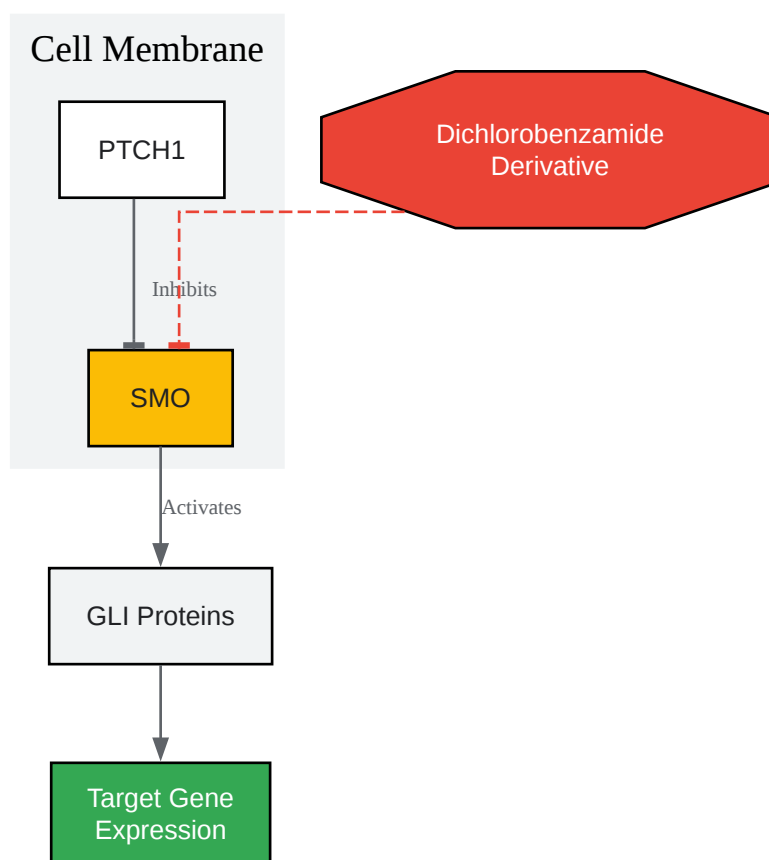 Cell Membrane
PTCH1
Dichlorobenzamide
Derivative
Inhibits
SMO
Activates
GLI Proteins
Target Gene
Expression